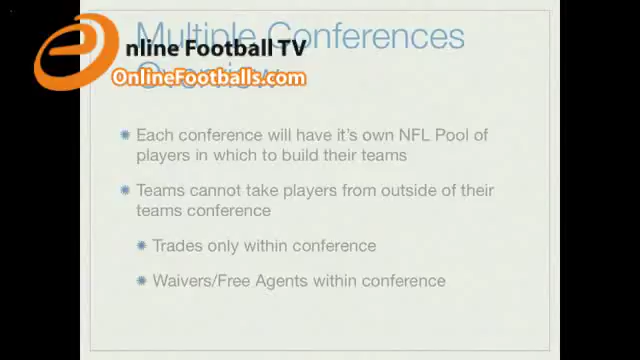 Multiple Conferences
nline Football TV
OnlineFootballs.com
Each conference will have it's own NFL Pool of
players in which to build their teams
Teams cannot take players from outside of their
teams conference
Trades only within conference
Waivers/Free Agents within conference